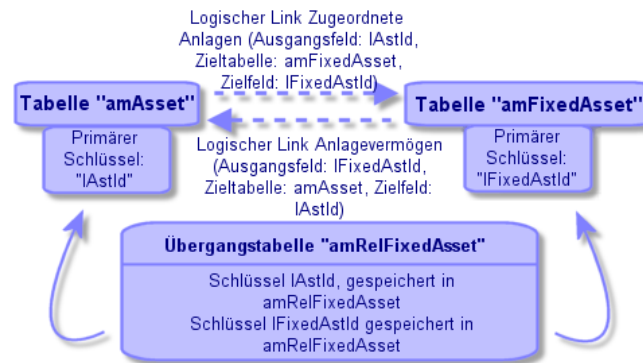 Logischer Link Zugeordnete
Anlagen (Ausgangsfeld: lAstId,
Zieltabelle: amFixedAsset,
Zielfeld: lFixedAstId)
Tabelle "amAsset"
Primärer
Schlüssel:
"lAstId"
Tabelle "amFixedAsset"
Primärer
Schlüssel:
"lFixedAstId"
Logischer Link Anlagevermögen
(Ausgangsfeld: lFixedAstId,
Zieltabelle: amAsset, Zielfeld:
lAstId)
Übergangstabelle "amRelFixedAsset"
Schlüssel lAstId, gespeichert in
amRelFixedAsset
Schlüssel lFixedAstId gespeichert in
amRelFixedAsset